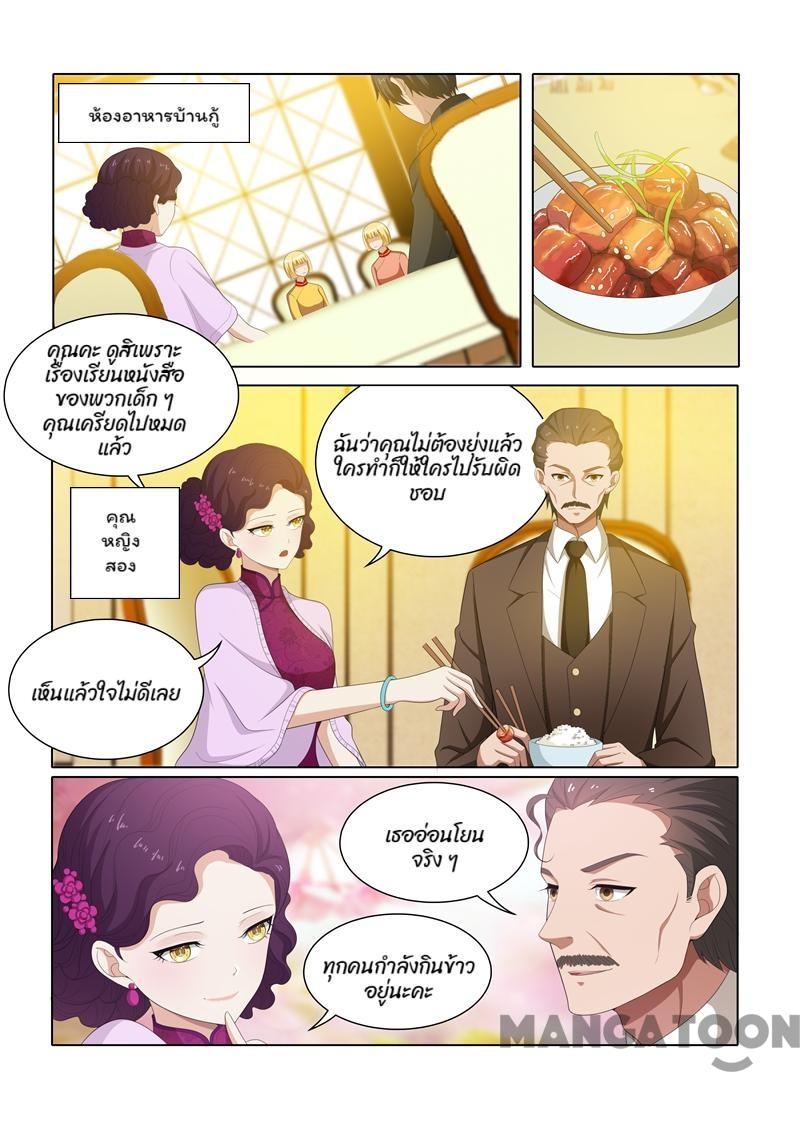 ห้องอาหารบ้านกู้
คุณคะ ดูสิเพราะ
เรื่องเรียนหนังสือ
ของพวกเด็ก ๆ
คุณเครียดไปหมด
แล้ว
ฉันว่าคุณไม่ต้องยุ่งแล้ว
ใครทำก็ให้ใครไปรับผิด
ชอบ
คุณ
หญิง
สอง
เห็นแล้วใจไม่ดีเลย
เธออ่อนโยน
จริง ๆ
ทุกคนกำลังกินข้าว
อยู่นะคะ
MANGATOON